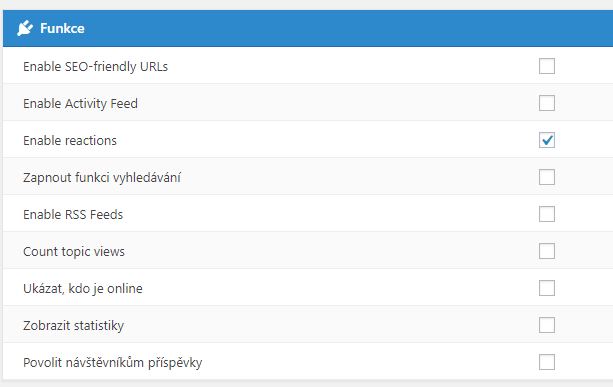 Funkce
Enable SEO-friendly URLs
Enable Activity Feed
Enable reactions
Zapnout funkci vyhledávání
Enable RSS Feeds
Count topic views
Ukázat, kdo je online
Zobrazit statistiky
Povolit návštěvníkům příspěvky